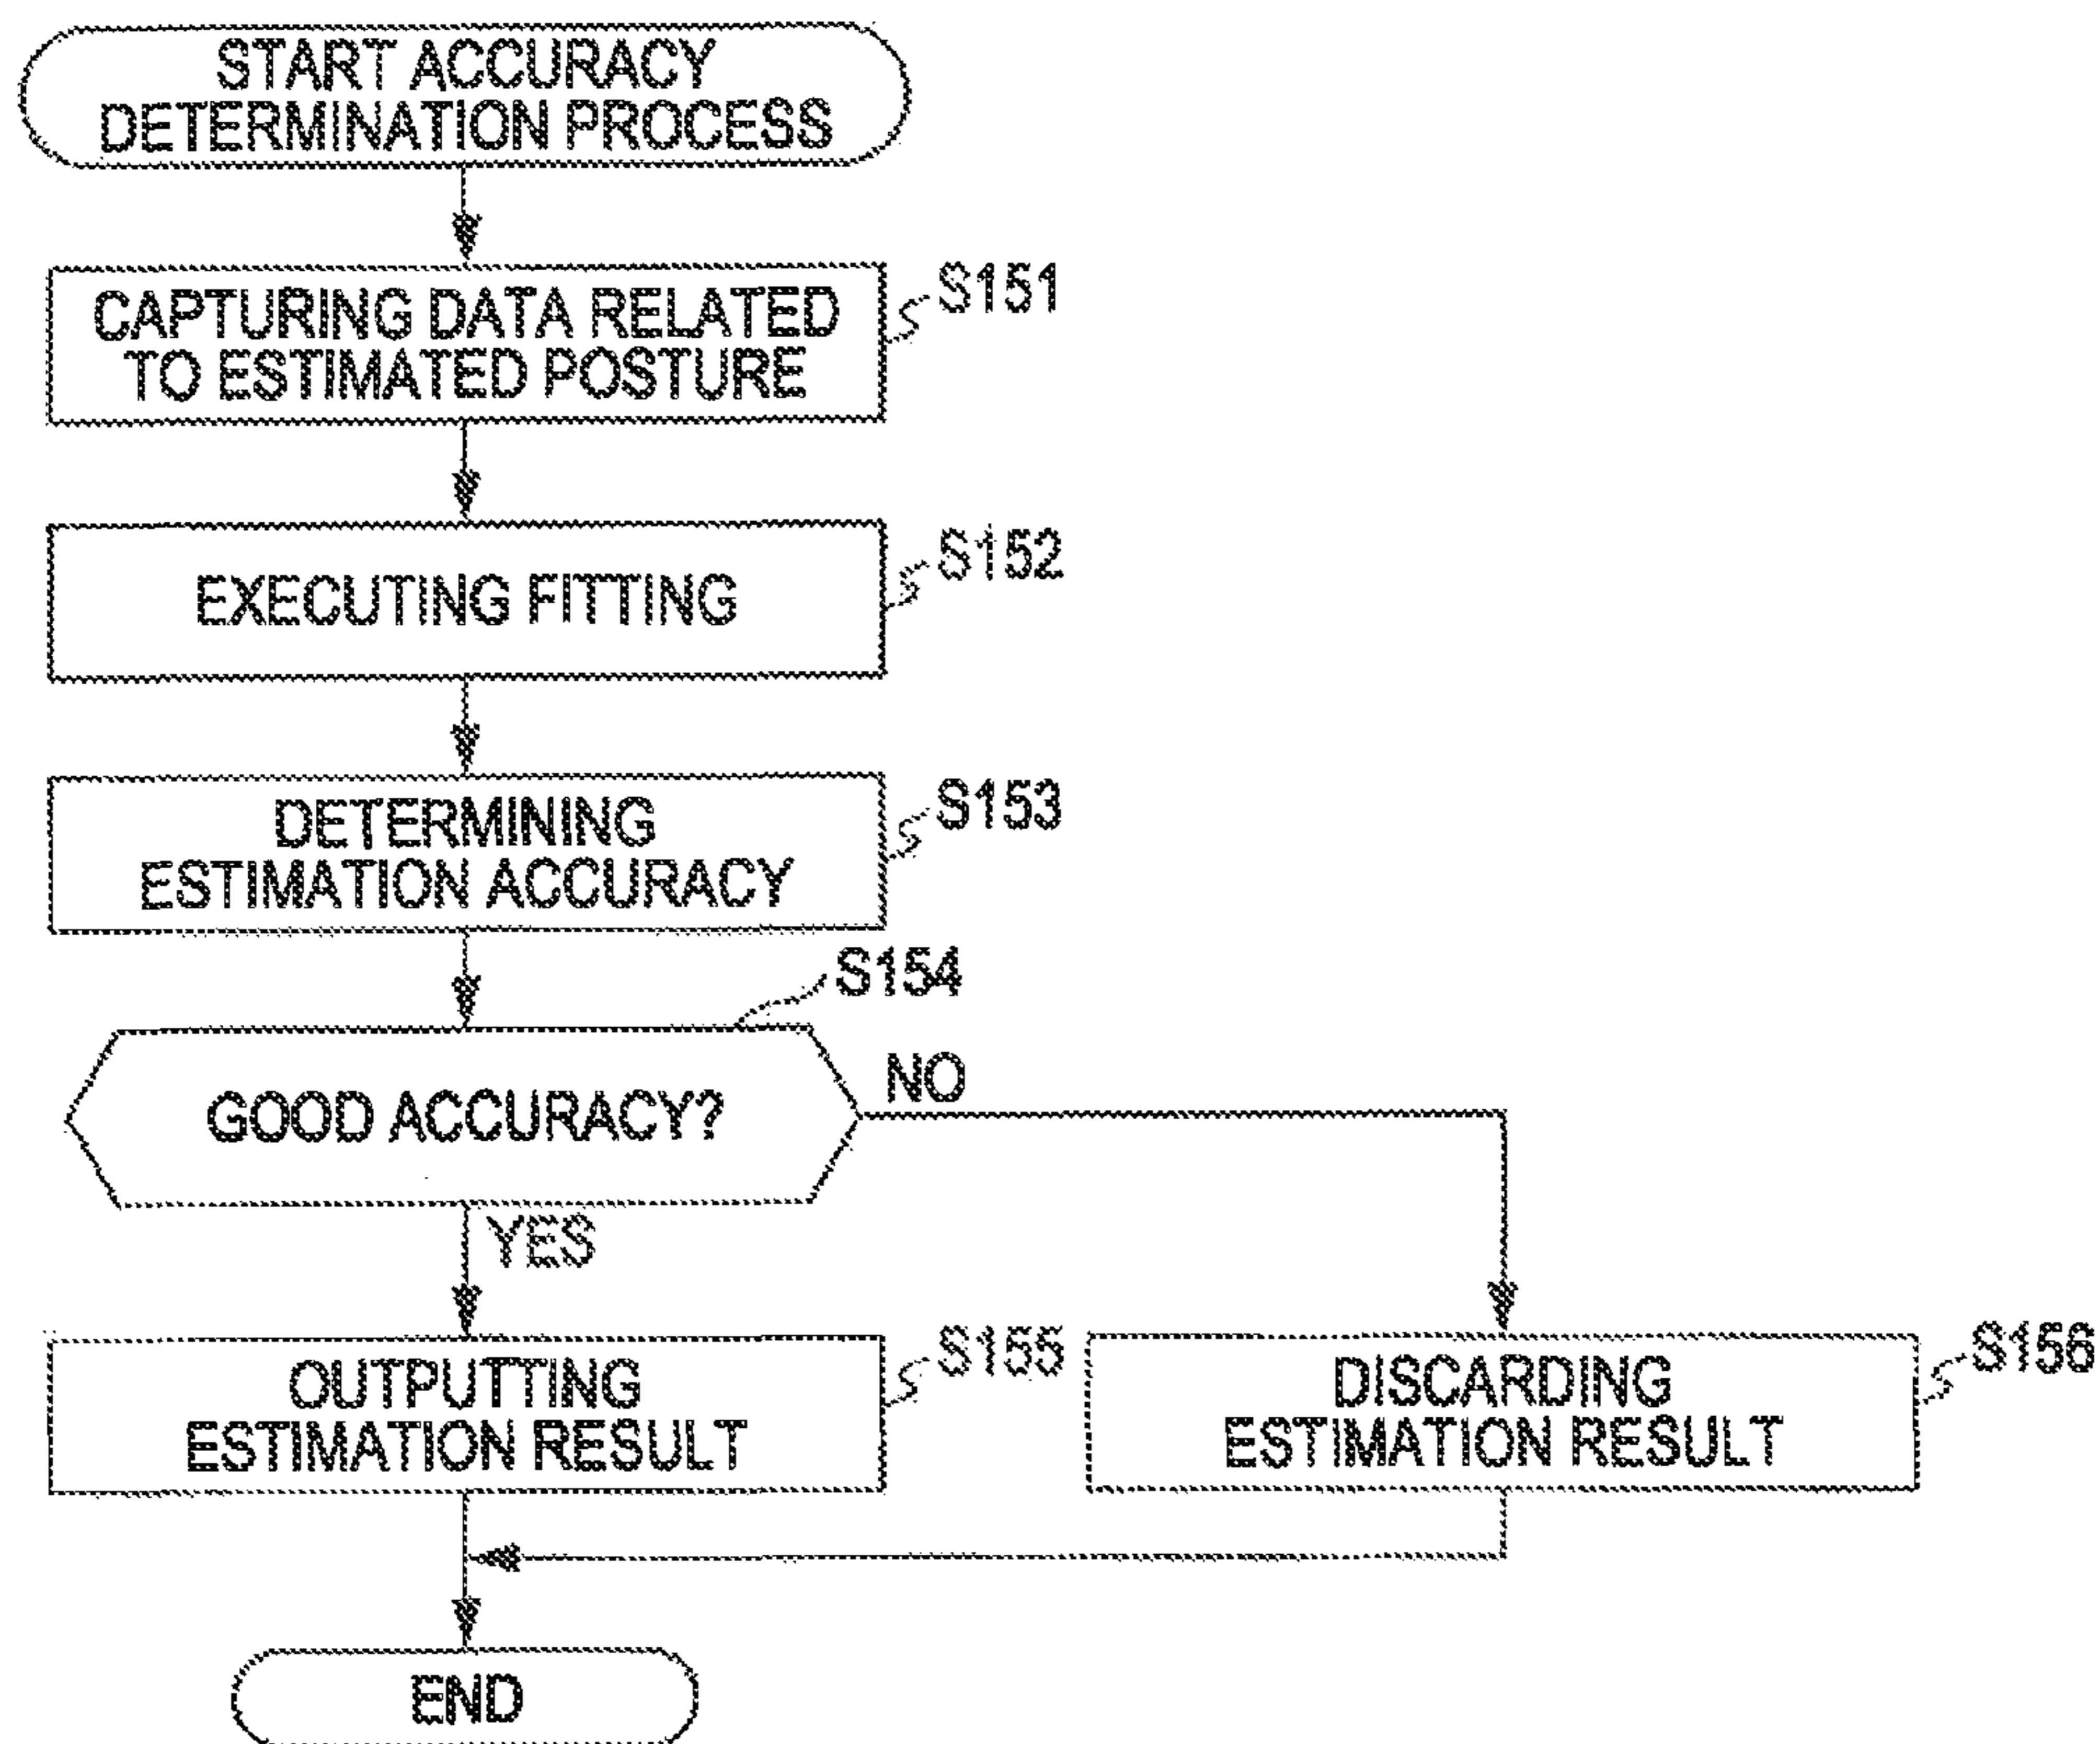 START ACCURACY
DETERMINATION PROCESS
CAPTURING DATA RELATED
TO ESTIMATED POSTURE
S151
EXECUTING FITTING
S152
DETERMINING
ESTIMATION ACCURACY
S153
S154
GOOD ACCURACY?
NO
YES
OUTPUTTING
ESTIMATION RESULT
S155
DISCARDING
ESTIMATION RESULT
S156
END